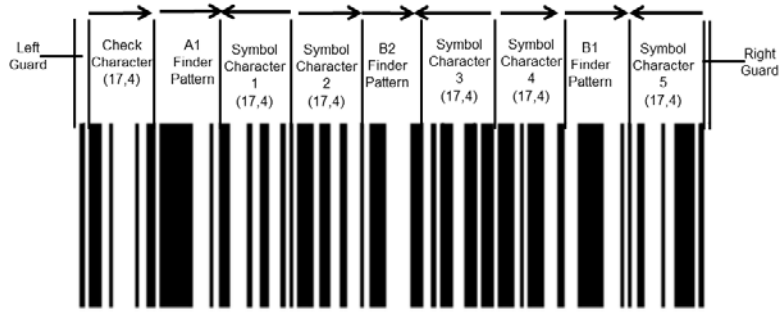 Left
Guard
Check
Character
(17,4)
A1
Finder
Pattern
Symbol
Character
1
(17,4)
Symbol
Character
2
(17,4)
B2
Finder
Pattern
Symbol
Character
3
(17,4)
Symbol
Character
4
(17,4)
B1
Finder
Pattern
Symbol
Character
5
(17,4)
Right
Guard